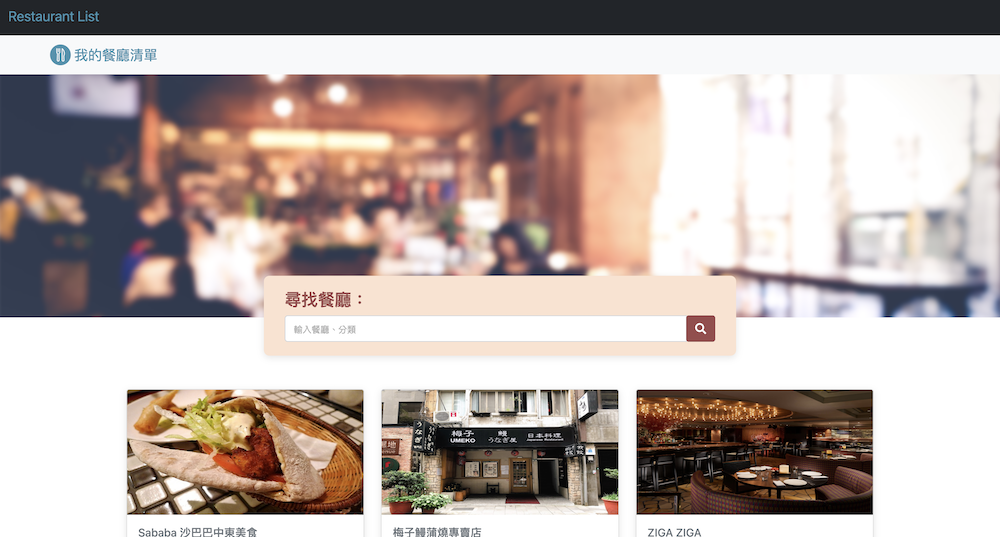 Restaurant List
我的餐廳清單
尋找餐廳：
輸入餐廳、分類
梅子 鰻 日本料理
UMEKO うなぎ屋 Japanese Restaurant
Sababa 沙巴巴中東美食
梅子鰻蒲燒專賣店
ZIGA ZIGA